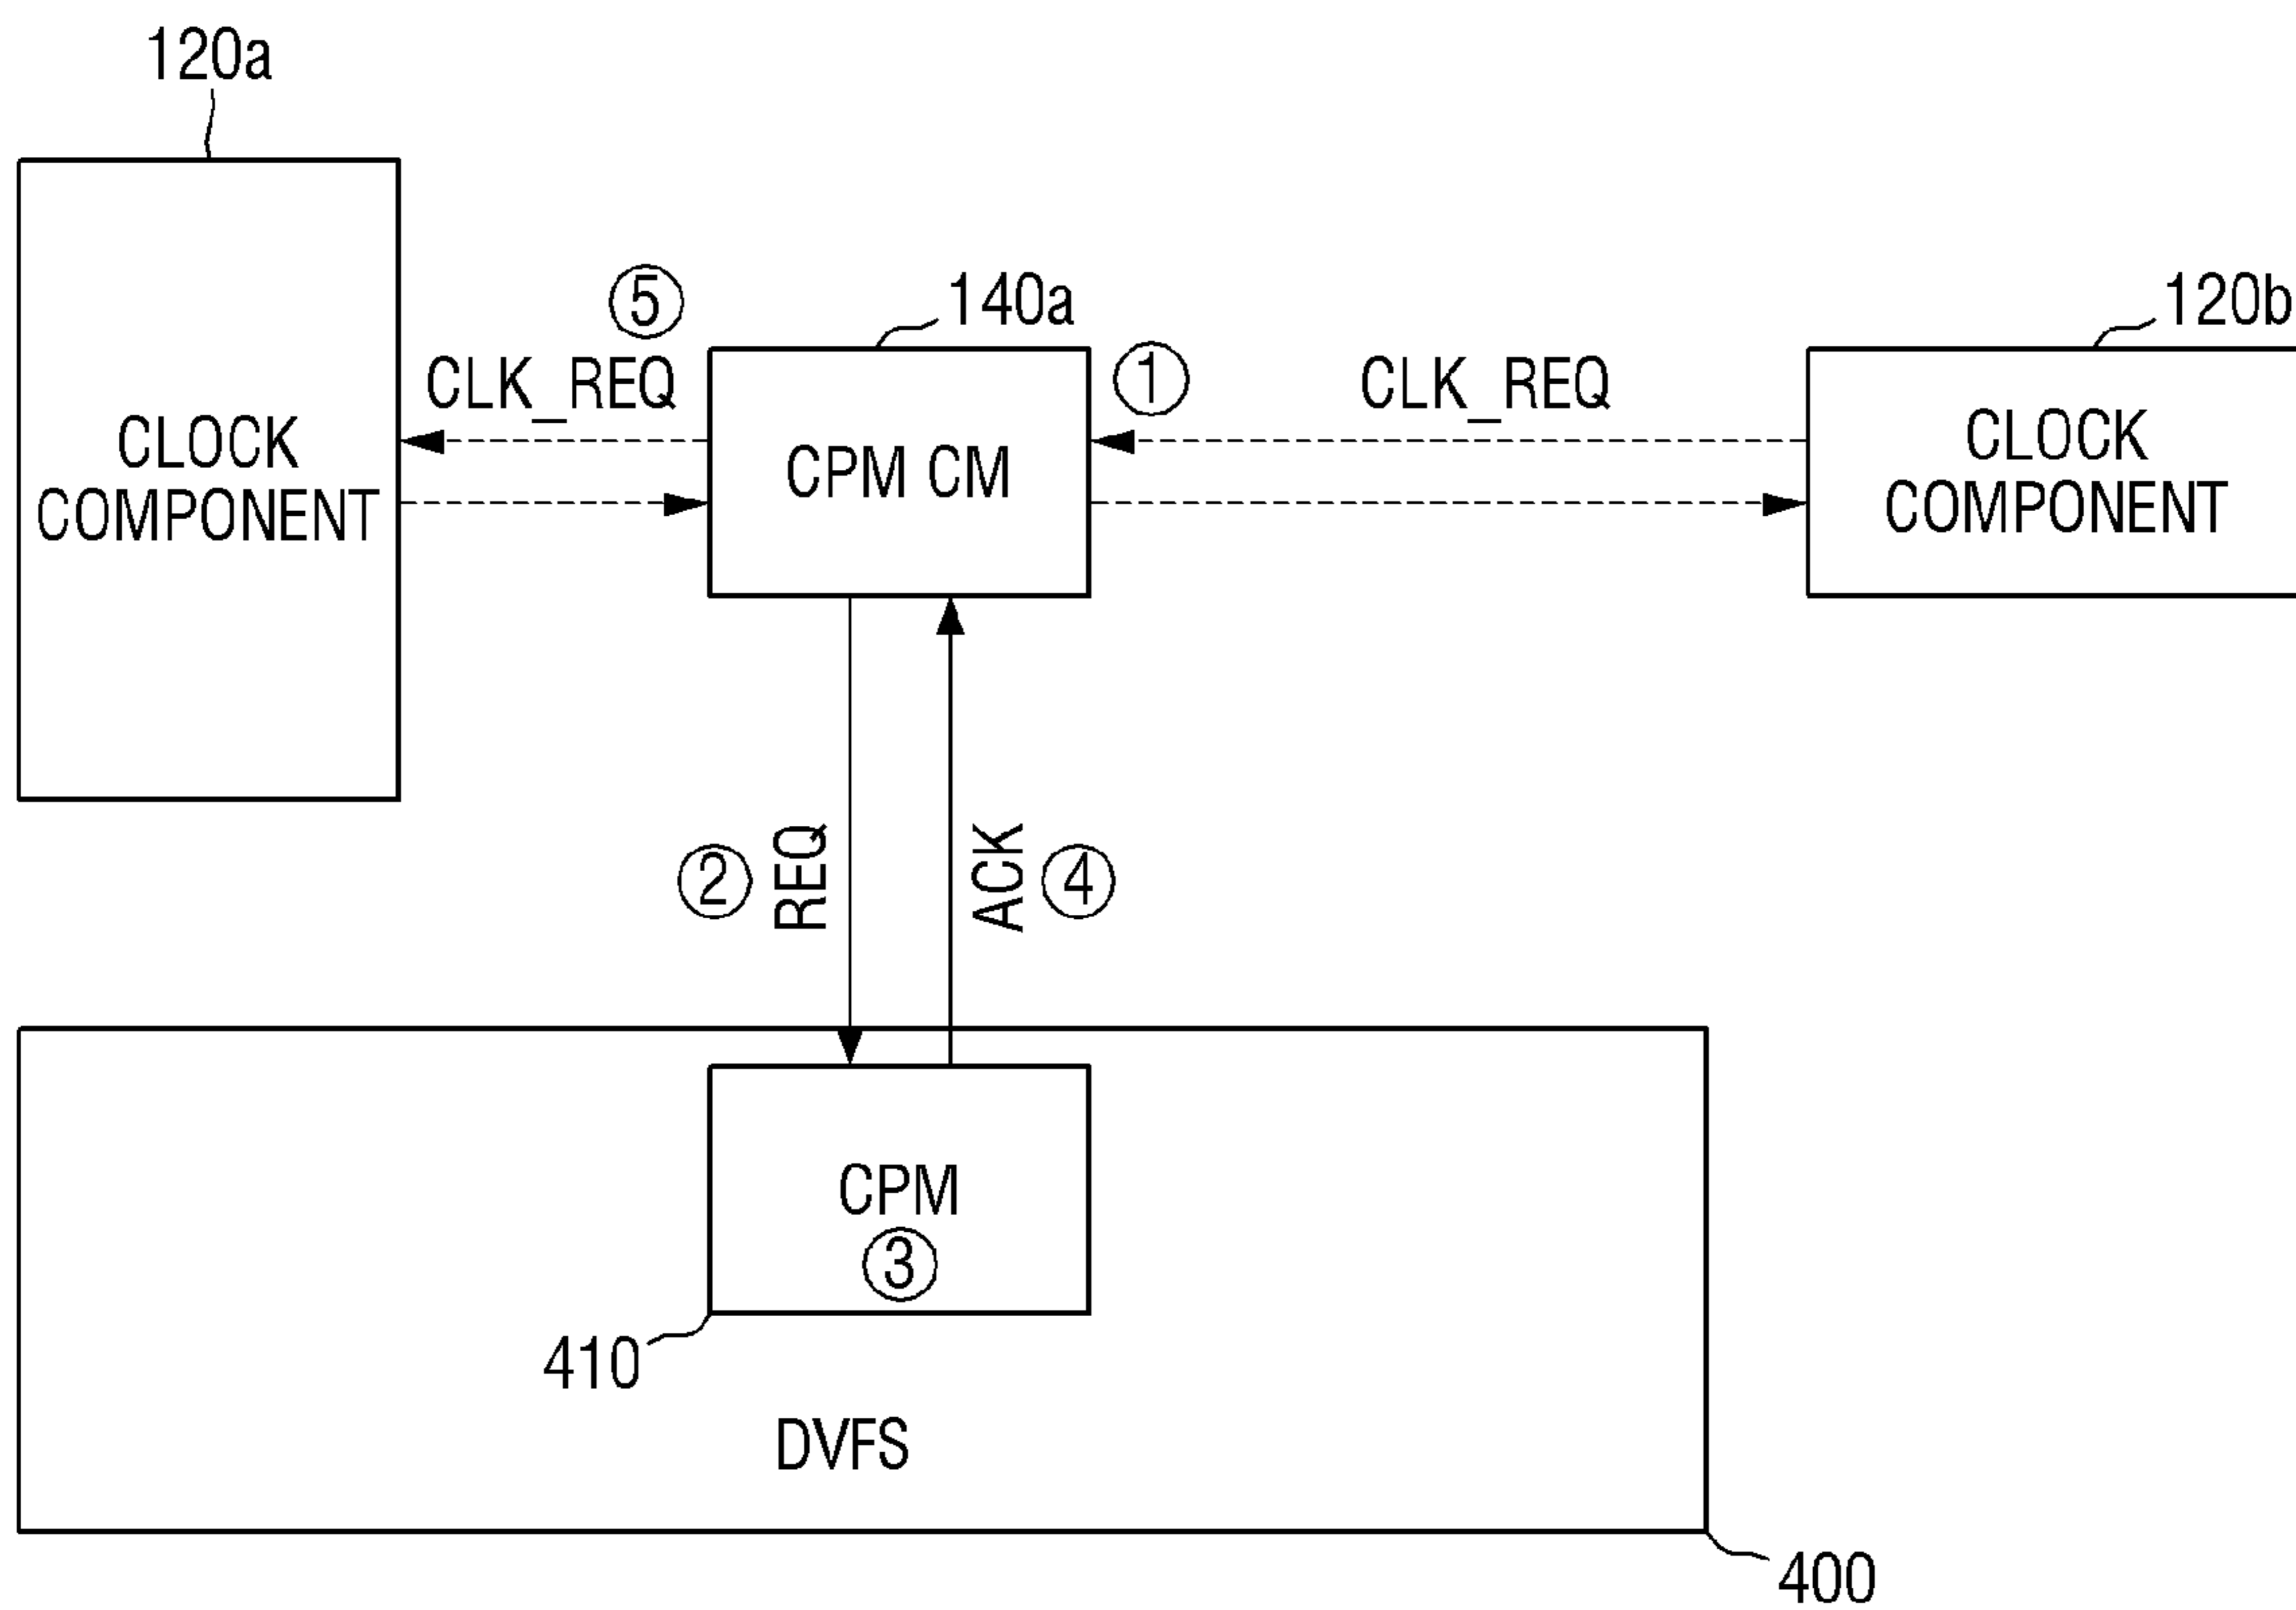 120a
⑤
140a
①
120b
CLK_REQ
CLK_REQ
CLOCK
COMPONENT
CPM CM
CLOCK
COMPONENT
②
REQ
ACK
④
CPM
③
410
DVFS
400